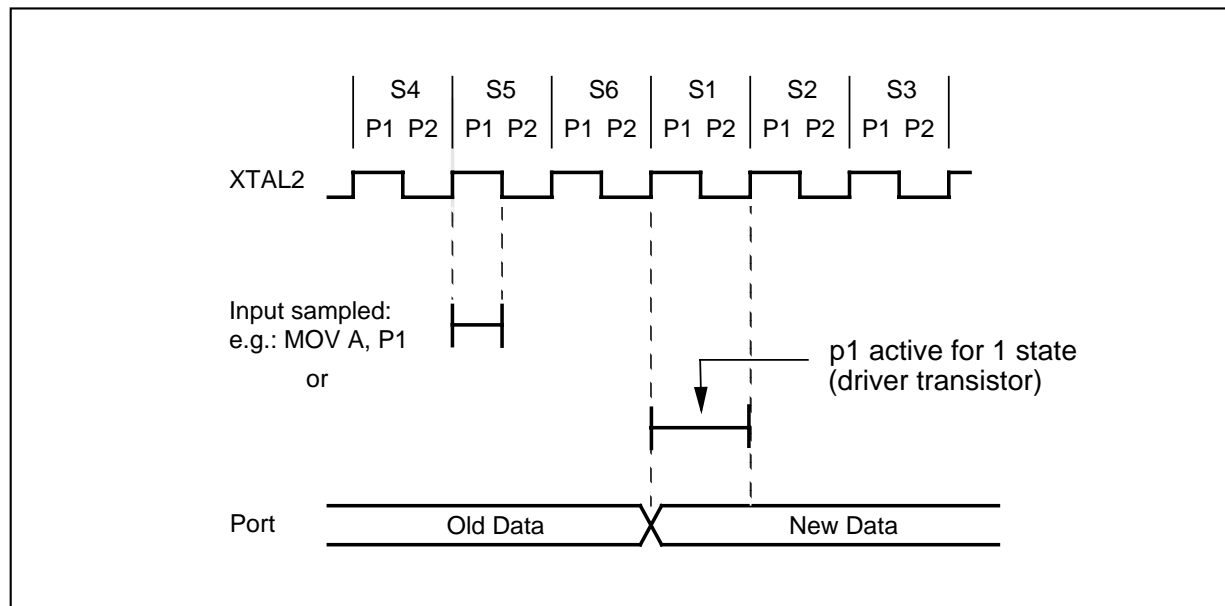 S4 S5 S6 S1 S2 S3
P1 P2 P1 P2 P1 P2 P1 P2 P1 P2 P1 P2
XTAL2
Input sampled:
e.g.: MOV A, P1
or
p1 active for 1 state
(driver transistor)
Port Old Data New Data